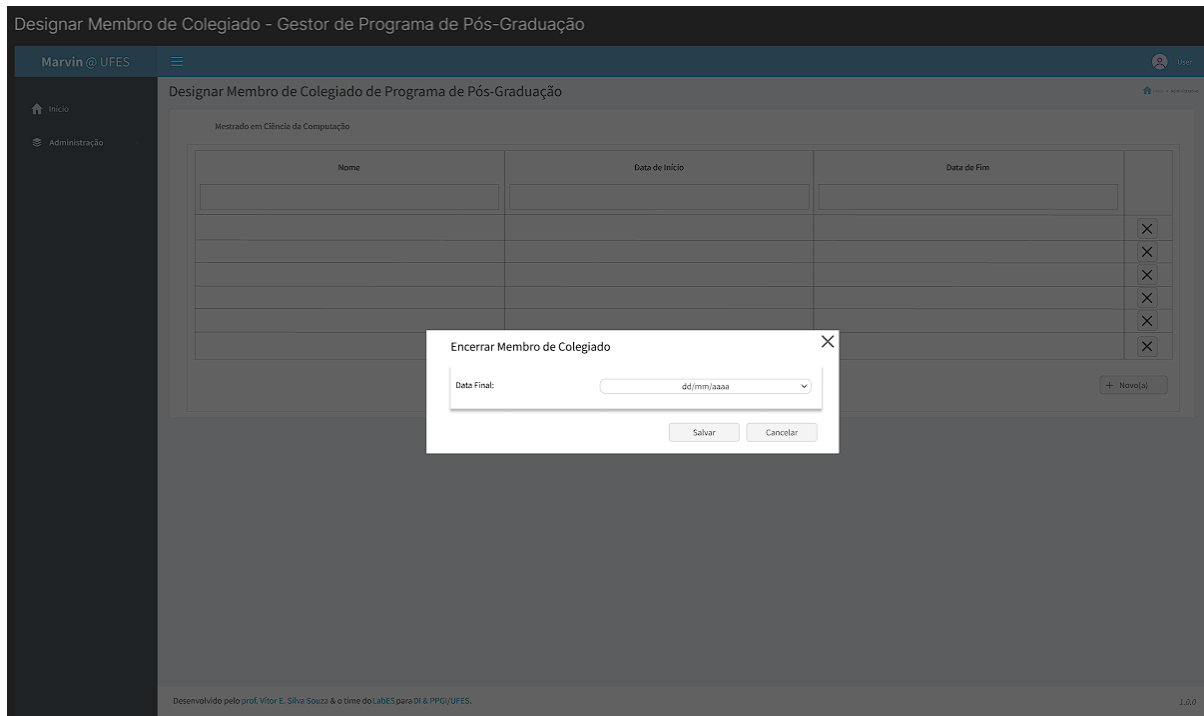 Designar Membro de Colegiado - Gestor de Programa de Pós-Graduação
Marvin @ UFES
User
Designar Membro de Colegiado de Programa de Pós-Graduação
Início
Mestrado em Ciência da Computação
Administração
Nome Data de Início Data de Fim
Encerrar Membro de Colegiado
Data Final: dd/mm/aaaa
+ Novo(a)
Salvar Cancelar
Desenvolvido pelo prof. Vítor E. Silva Souza & o time do LabES para DI & PPGI/UFES.
1.0.0